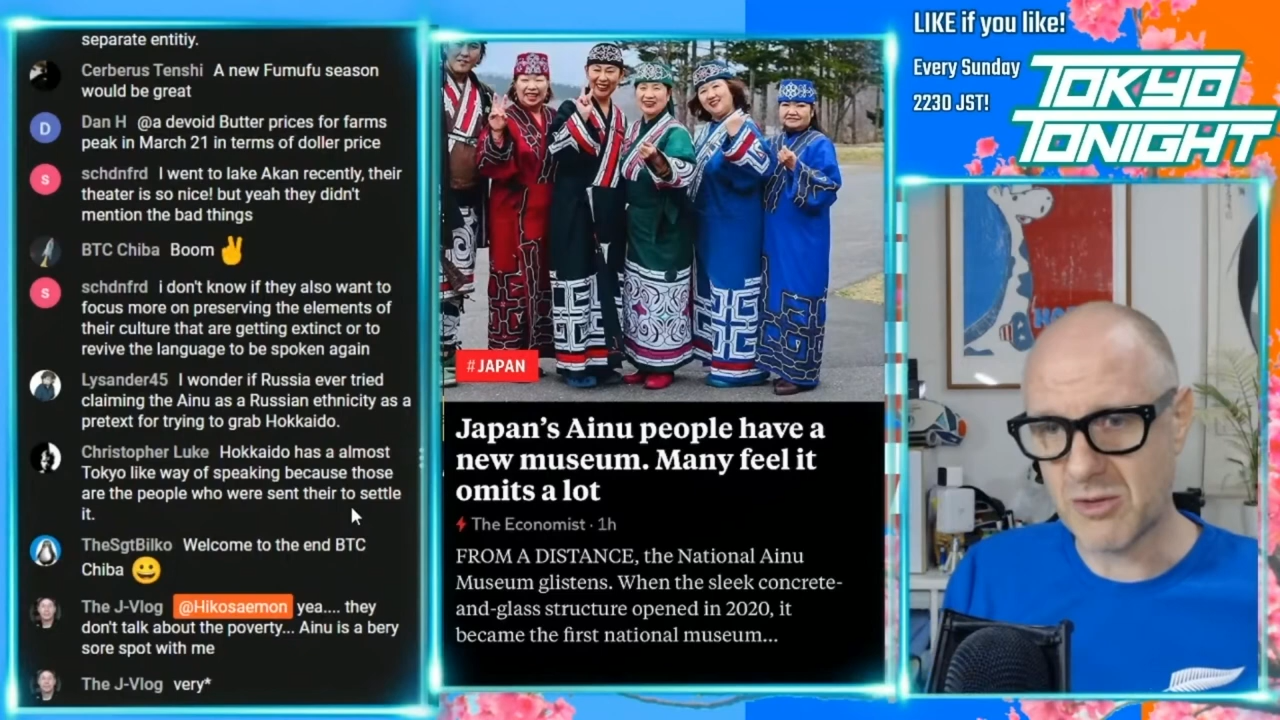 separate entitiy.
Cerberus Tenshi A new Fumufu season
would be great
Ban H @a devoid Butter prices for farms
peak in March 21 in terms of doller price
schdnfrd I went to lake Akan recently, their
theater is so nice! but yeah they didn't
mention the bad things
BTC Chiba Boom ✌
schdnfrd i don't know if they also want to
focus more on preserving the elements of
their culture that are getting extinct or to
revive the language to be spoken again
Lysander45 I wonder if Russia ever tried
claiming the Ainu as a Russian ethnicity as a
pretext for trying to grab Hokkaido.
Christopher Luke Hokkaido has a almost
Tokyo like way of speaking because those
are the people who were sent their to settle
it.
TheSgtBilko Welcome to the end BTC
Chiba 😀
The J-Vlog @Hikosaemon yea.... they
don't talk about the poverty... Ainu is a bery
sore spot with me
The J-Vlog very*
#JAPAN
Japan's Ainu people have a
new museum. Many feel it
omits a lot
The Economist · 1h
FROM A DISTANCE, the National Ainu
Museum glistens. When the sleek concrete-
and-glass structure opened in 2020, it
became the first national museum...
LIKE if you like!
Every Sunday
2230 JST!
TOKYO
TONIGHT